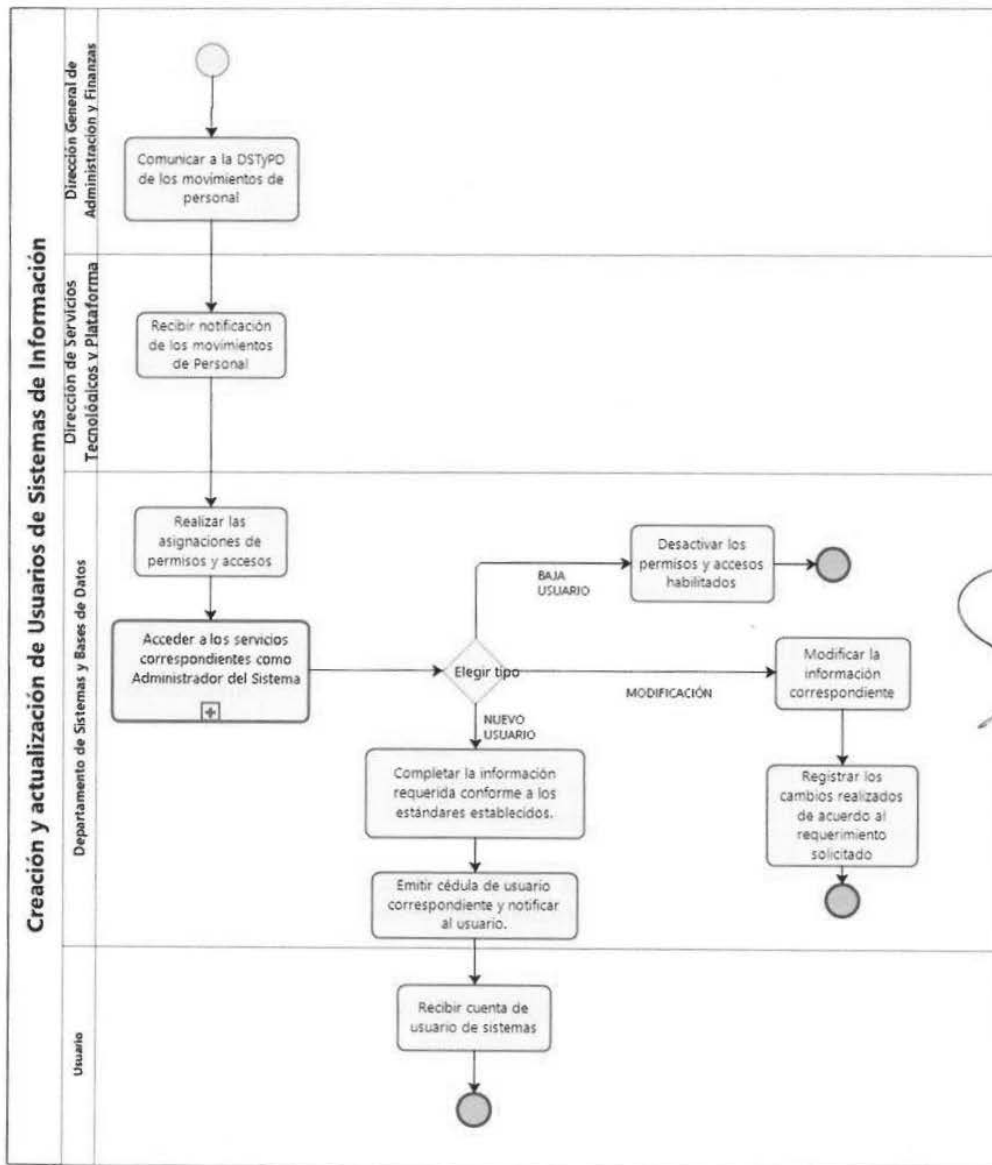 Creación y actualización de Usuarios de Sistemas de Información
Dirección General de
Administración y Finanzas
Comunicar a la DSTyPD
de los movimientos de
personal
Dirección de Servicios
Tecnológicos y Plataforma
Recibir notificación
de los movimientos
de Personal
Departamento de Sistemas y Bases de Datos
Realizar las
asignaciones de
permisos y accesos
Acceder a los servicios
correspondientes como
Administrador del Sistema
Elegir tipo
BAJA
USUARIO
Desactivar los
permisos y accesos
habilitados
MODIFICACIÓN
Modificar la
información
correspondiente
Registrar los
cambios realizados
de acuerdo al
requerimiento
solicitado
NUEVO
USUARIO
Completar la información
requerida conforme a los
estándares establecidos.
Emitir cédula de usuario
correspondiente y notificar
al usuario.
Usuario
Recibir cuenta de
usuario de sistemas